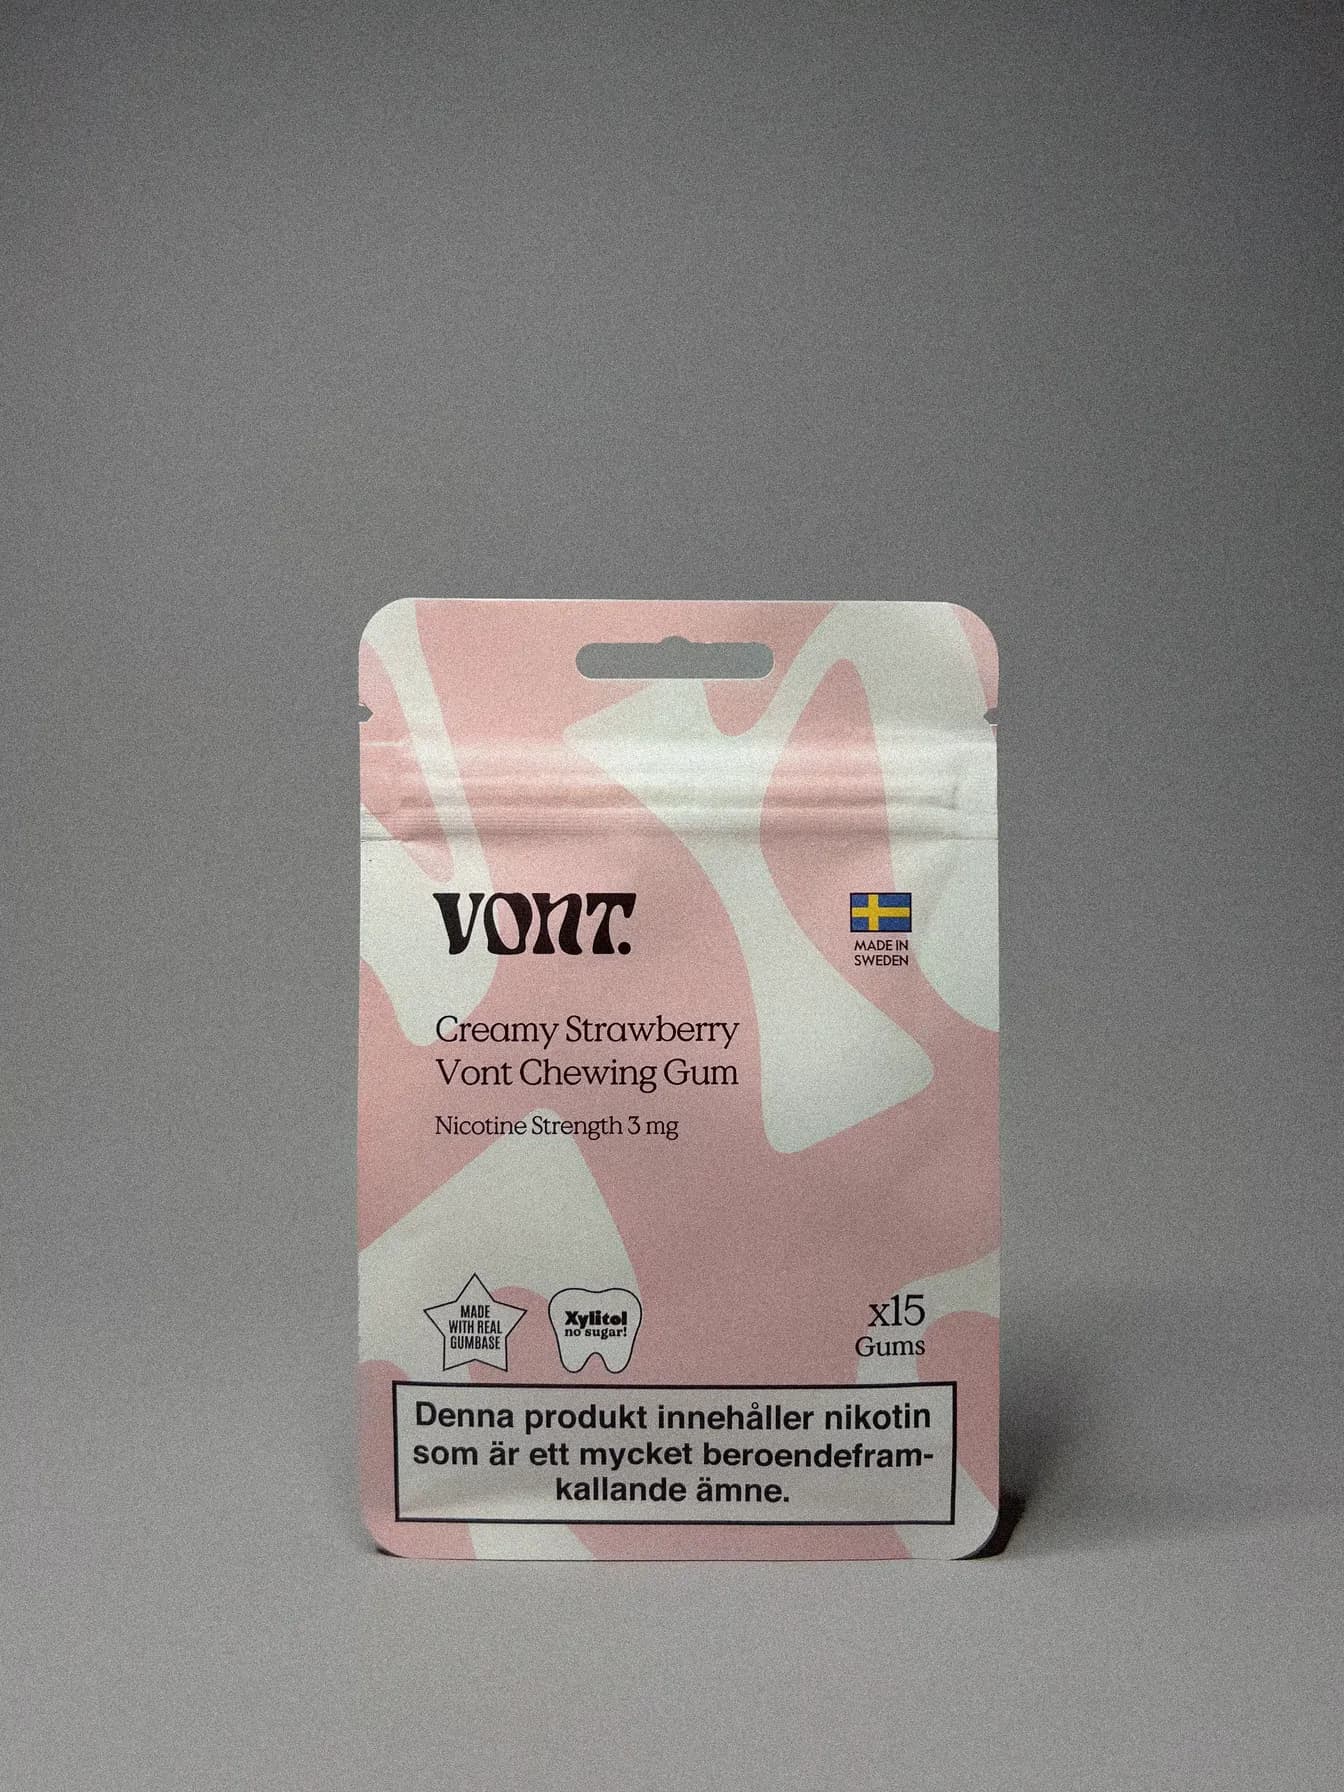 VONT.
MADE IN
SWEDEN
Creamy Strawberry
Vont Chewing Gum
Nicotine Strength 3 mg
MADE
WITH REAL
GUMBASE
Xylitol
no sugar!
x15
Gums
Denna produkt innehåller nikotin
som är ett mycket beroendefram-
kallande ämne.